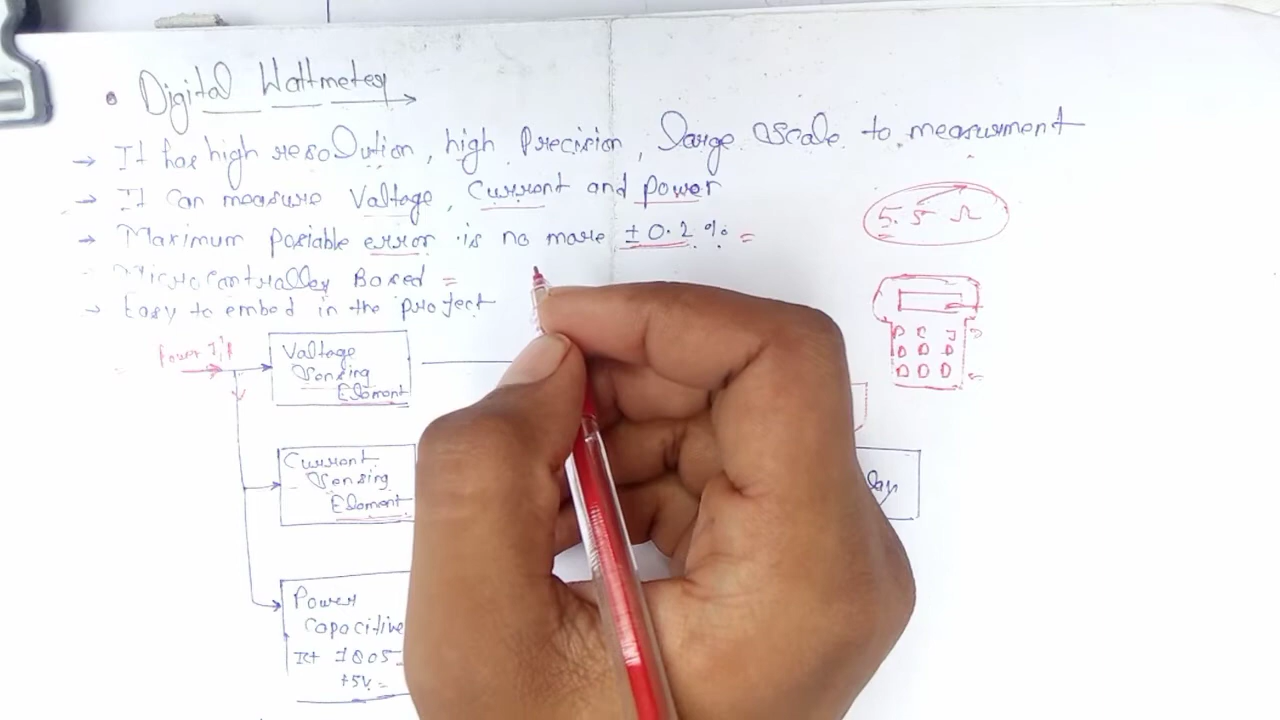 • Digital Wattmeter
→ It has high resolution, high Precision, large Scale to measurment
→ It Can measure Voltage, Current and power
→ Maximum posiable error is no more ±0.2% =
Microcontroller Based =
→ Easy to embed in the project
Power I/P
Voltage
Sensing
Element
Current
Sensing
Element
Power
Capacitive
+5V =
5.5 Ω